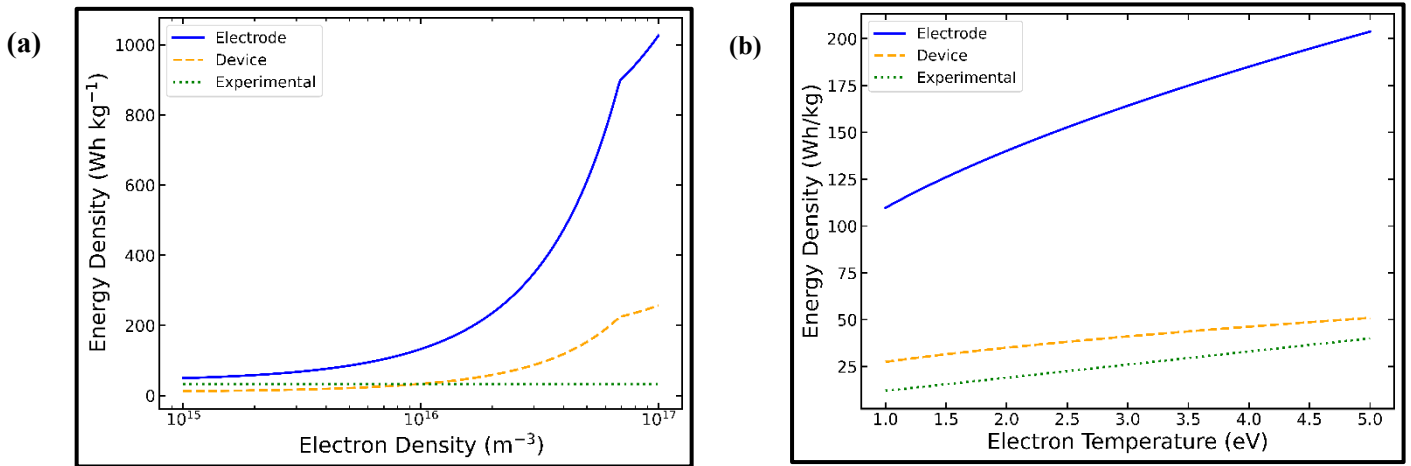 (a)
Energy Density (Wh kg⁻¹)
1000
800
600
400
200
0
Electrode
Device
Experimental
10¹⁵
10¹⁶
10¹⁷
Electron Density (m⁻³)
(b)
Energy Density (Wh/kg)
200
175
150
125
100
75
50
25
Electrode
Device
Experimental
1.0 1.5 2.0 2.5 3.0 3.5 4.0 4.5 5.0
Electron Temperature (eV)